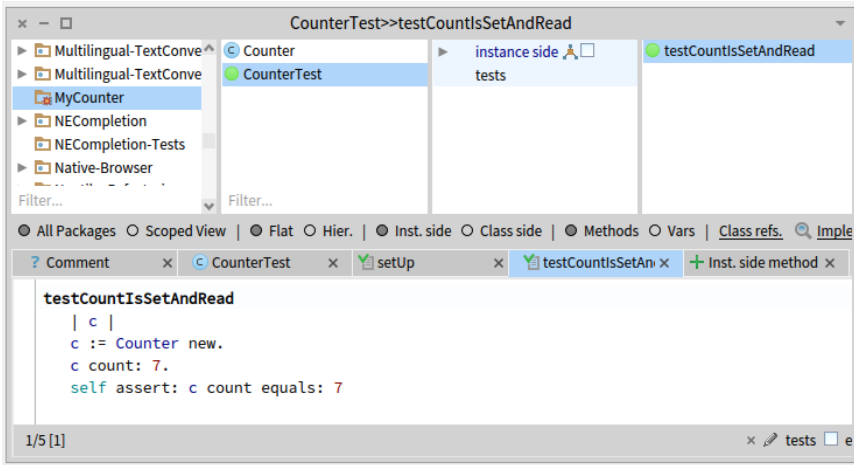 CounterTest>>testCountIsSetAndRead
Multilingual-TextConve
Multilingual-TextConve
MyCounter
NECompletion
NECompletion-Tests
Native-Browser
Filter...
Counter
CounterTest
Filter...
instance side
tests
testCountIsSetAndRead
All Packages Scoped View | Flat Hier. | Inst. side Class side | Methods Vars | Class refs. Imple
? Comment × CounterTest × setUp × testCountIsSetAn × Inst. side method ×
testCountIsSetAndRead
| c |
c := Counter new.
c count: 7.
self assert: c count equals: 7
1/5 [1] × tests e